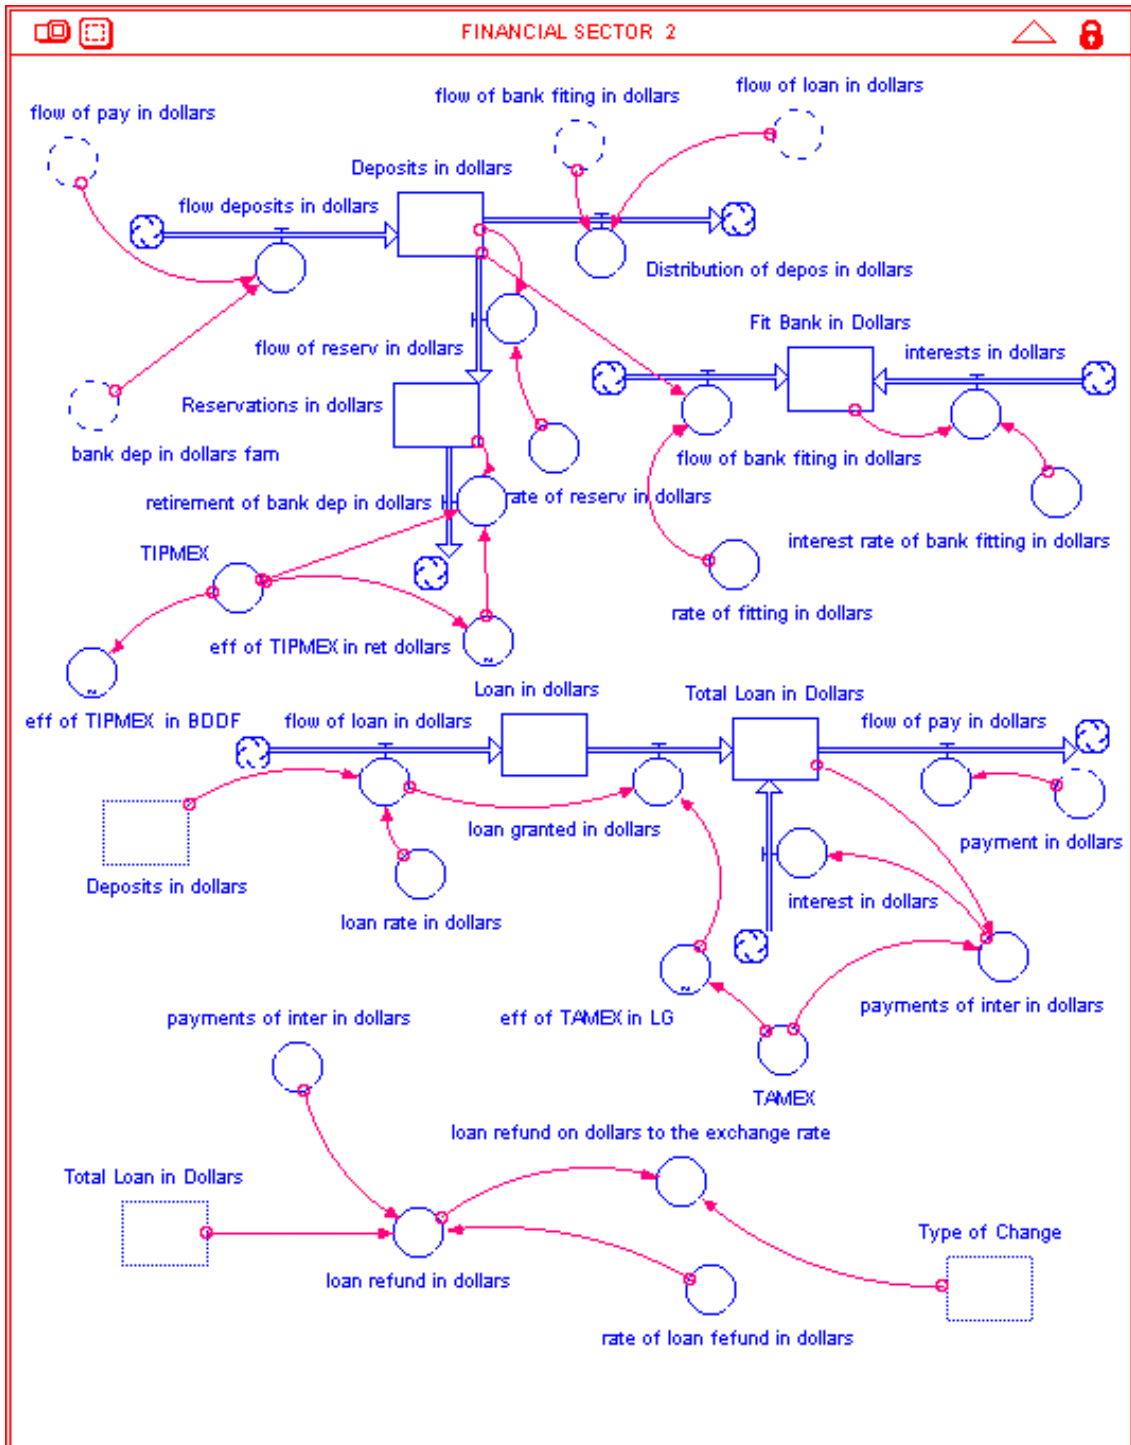 FINANCIAL SECTOR 2
flow of bank fiting in dollars
flow of loan in dollars
flow of pay in dollars
Deposits in dollars
flow deposits in dollars
Distribution of depos in dollars
Fit Bank in Dollars
flow of reserv in dollars
interests in dollars
Reservations in dollars
bank dep in dollars fam
flow of bank fiting in dollars
retirement of bank dep in dollars
rate of reserv in dollars
interest rate of bank fitting in dollars
TIPMEX
rate of fitting in dollars
eff of TIPMEX in ret dollars
Loan in dollars
Total Loan in Dollars
eff of TIPMEX in BDDF
flow of loan in dollars
flow of pay in dollars
loan granted in dollars
payment in dollars
Deposits in dollars
loan rate in dollars
interest in dollars
payments of inter in dollars
eff of TAMEX in LG
payments of inter in dollars
TAMEX
loan refund on dollars to the exchange rate
Total Loan in Dollars
Type of Change
loan refund in dollars
rate of loan fefund in dollars